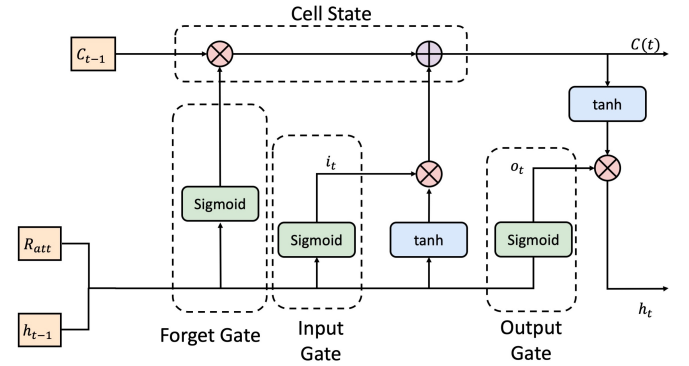 Cell State
C_{t-1}
C(t)
tanh
i_t
o_t
Sigmoid
R_{att}
Sigmoid
tanh
Sigmoid
h_{t-1}
h_t
Forget Gate
Input
Gate
Output
Gate